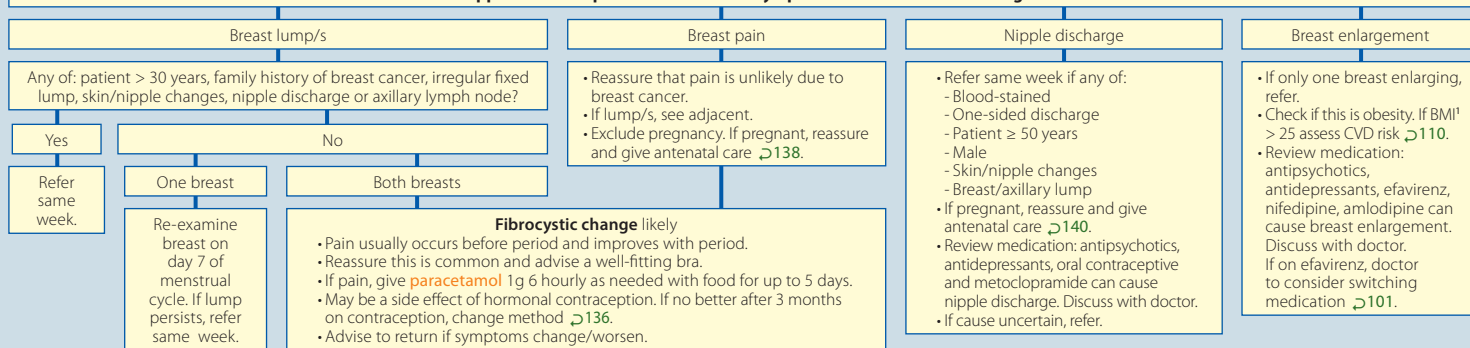 Breast lump/s
Any of: patient > 30 years, family history of breast cancer, irregular fixed
lump, skin/nipple changes, nipple discharge or axillary lymph node?
Yes
No
Refer
same
week.
One breast
Both breasts
Re-examine
breast on
day 7 of
menstrual
cycle. If lump
persists, refer
same week.
Breast pain
• Reassure that pain is unlikely due to
breast cancer.
• If lump/s, see adjacent.
• Exclude pregnancy. If pregnant, reassure
and give antenatal care ⮌138.
Fibrocystic change likely
• Pain usually occurs before period and improves with period.
• Reassure this is common and advise a well-fitting bra.
• If pain, give paracetamol 1g 6 hourly as needed with food for up to 5 days.
• May be a side effect of hormonal contraception. If no better after 3 months
on contraception, change method ⮌136.
• Advise to return if symptoms change/worsen.
Nipple discharge
• Refer same week if any of:
- Blood-stained
- One-sided discharge
- Patient ≥ 50 years
- Male
- Skin/nipple changes
- Breast/axillary lump
• If pregnant, reassure and give
antenatal care ⮌140.
• Review medication: antipsychotics,
antidepressants, oral contraceptive
and metoclopramide can cause
nipple discharge. Discuss with doctor.
• If cause uncertain, refer.
Breast enlargement
• If only one breast enlarging,
refer.
• Check if this is obesity. If BMI¹
> 25 assess CVD risk ⮌110.
• Review medication:
antipsychotics,
antidepressants, efavirenz,
nifedipine, amlodipine can
cause breast enlargement.
Discuss with doctor.
If on efavirenz, doctor
to consider switching
medication ⮌101.